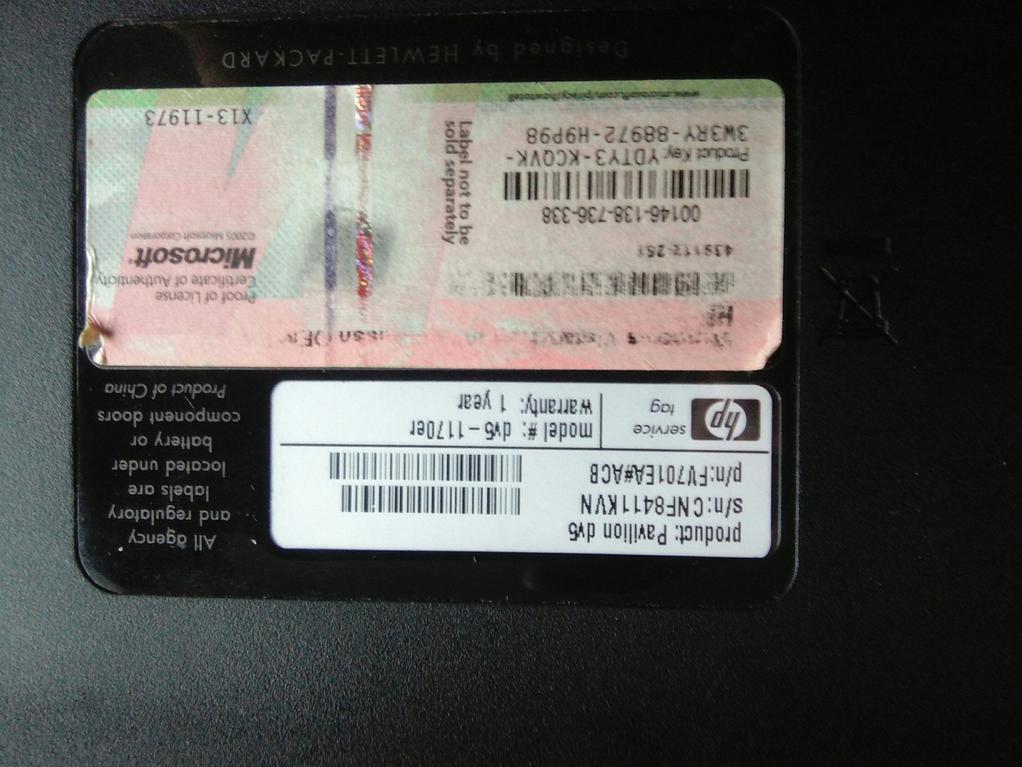 product: Pavilion dv5
s/n:CNF8411KVN
p/n:FV701EA#ACB
hp
service
tag
model #: dv5-1170er
warranty: 1 year
All agency
and regulatory
labels are
located under
battery or
component doors
Product of China
HP
00146-138-736-338
Product Key: YDTY3-KCQVK-
3W3RY-88972-H9P98
www.microsoft.com/piracy/howtotell
Label not to be
sold separately
Proof of License
Certificate of Authenticity
Microsoft®
©2005 Microsoft Corporation
X13-11973
Designed by HEWLETT-PACKARD